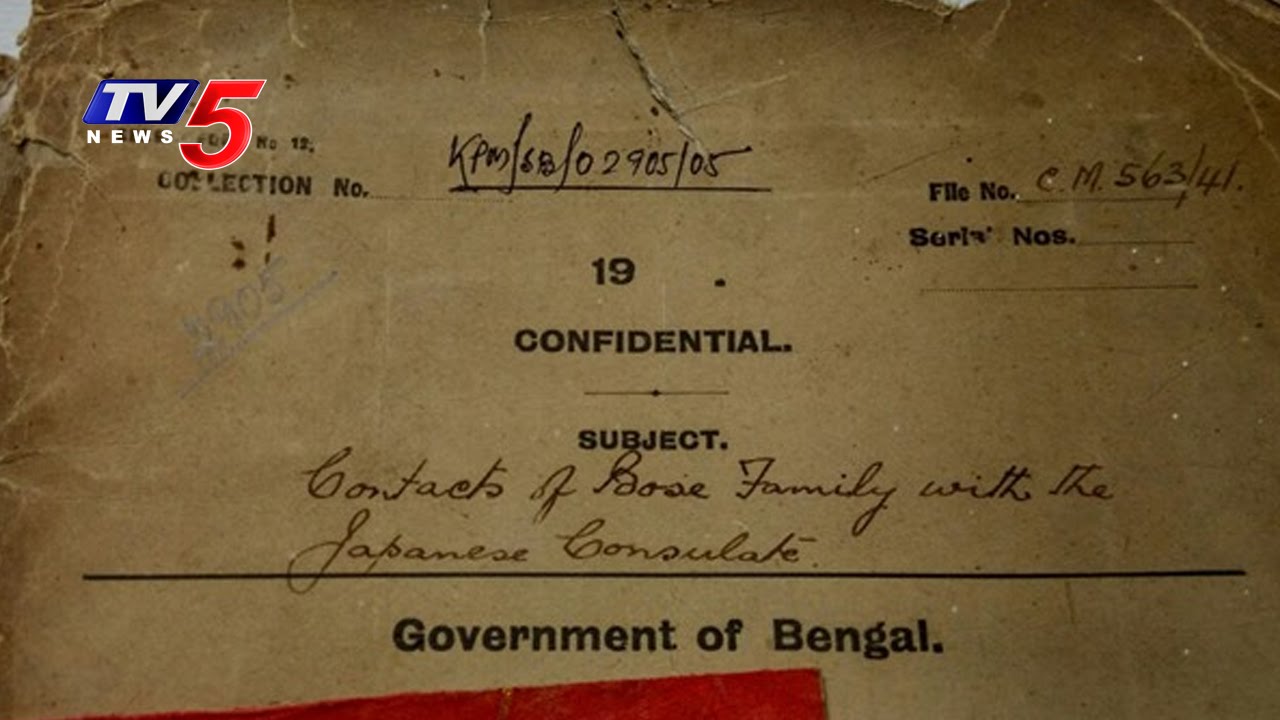 TV5
NEWS
No 12.
COLLECTION No.
KPM/SB/02905/05
File No. C.M. 563/41.
Serial Nos.
2905
19 .
CONFIDENTIAL.
SUBJECT.
Contacts of Bose Family with the
Japanese Consulate.
Government of Bengal.